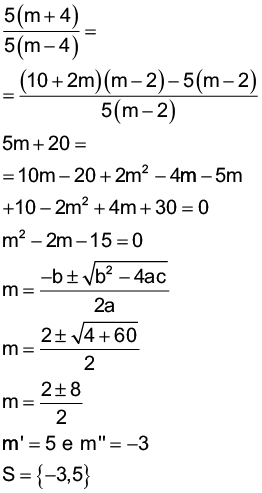 5(m + 4)/5(m − 4) =
= (10 + 2m)(m − 2) − 5(m − 2)/5(m − 2)
5m + 20 =
= 10m − 20 + 2m² − 4m − 5m
+10 − 2m² + 4m + 30 = 0
m² − 2m − 15 = 0
m = −b ± √(b² − 4ac)/2a
m = 2 ± √(4 + 60)/2
m = 2 ± 8/2
m' = 5 e m'' = −3
S = {−3,5}